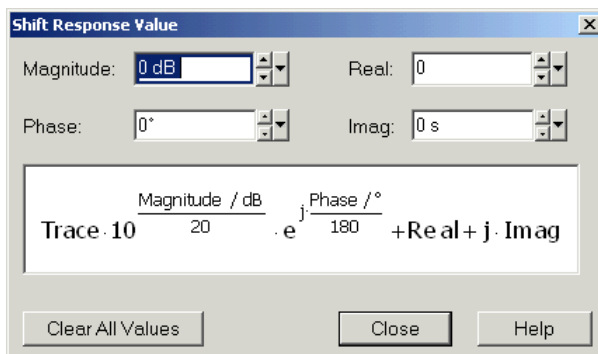 Shift Response Value
Magnitude: 0 dB Real: 0
Phase: 0° Imag: 0 s
Trace · 10^(Magnitude / dB / 20) · e^(j·Phase / ° / 180) +Real+ j · Imag
Clear All Values Close Help